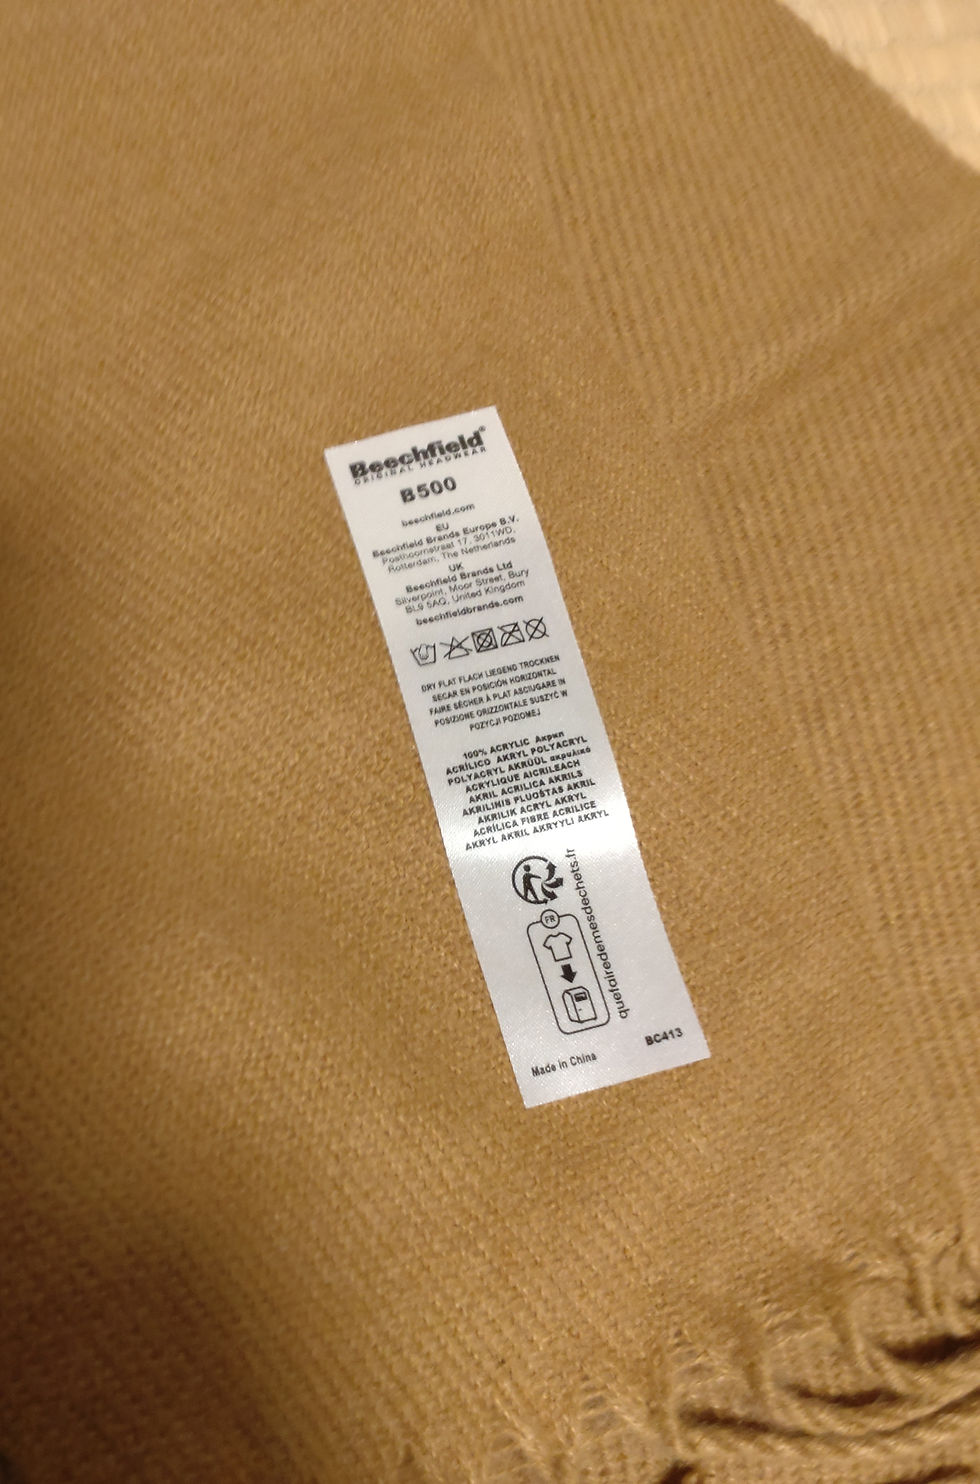 Beechfield®
ORIGINAL HEADWEAR
B500
beechfield.com
EU
Beechfield Brands Europe B.V.
Posthoornstraat 17, 3011WD,
Rotterdam, The Netherlands
UK
Beechfield Brands Ltd
Silverpoint, Moor Street, Bury
BL9 5AQ, United Kingdom
beechfieldbrands.com
DRY FLAT FLACH LIEGEND TROCKNEN
SECAR EN POSICIÓN HORIZONTAL
FAIRE SÉCHER À PLAT ASCIUGARE IN
POSIZIONE ORIZZONTALE SUSZYĆ W
POZYCJI POZIOMEJ
100% ACRYLIC Акрил
ACRÍLICO AKRYL POLYACRYL
POLYACRYL AKRÜÜL ακρυλικό
ACRYLIQUE AICRILEACH
AKRIL ACRILICA AKRILS
AKRILINIS PLUOŠTAS AKRIL
AKRILIK ACRYL AKRYL
ACRÍLICA FIBRE ACRILICE
AKRYL AKRIL AKRYYLI AKRYL
FR
quefairedemesdechets.fr
BC413
Made in China